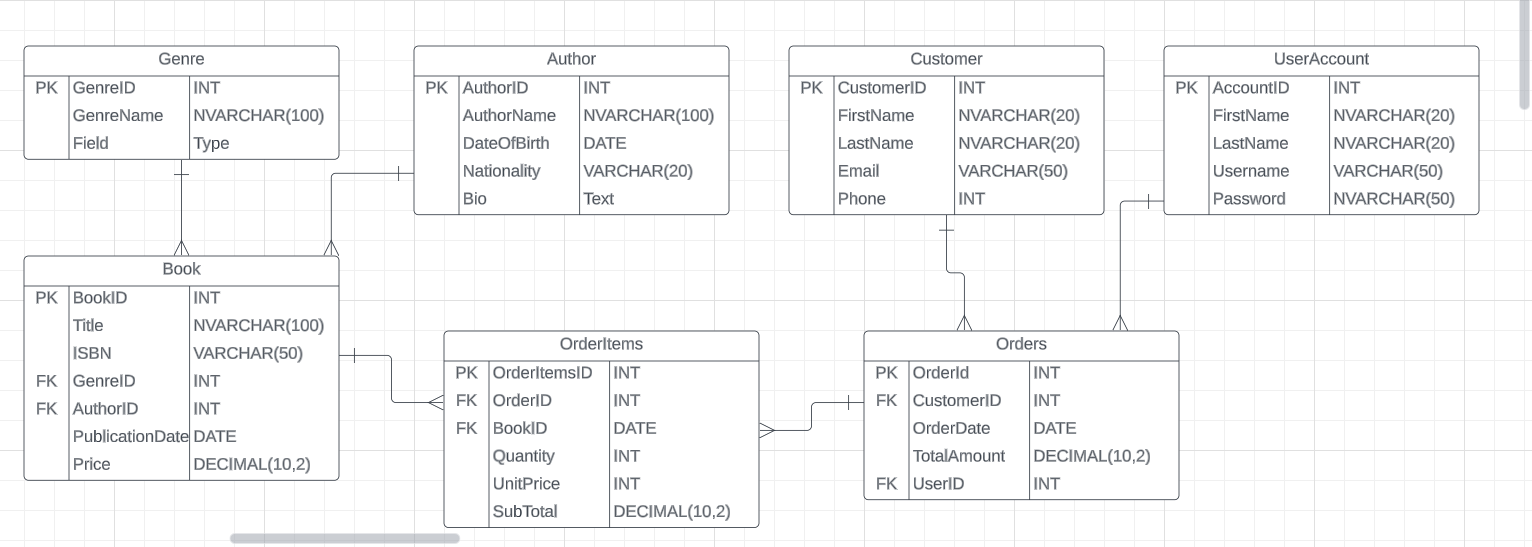 Genre
PK GenreID INT
GenreName NVARCHAR(100)
Field Type
Author
PK AuthorID INT
AuthorName NVARCHAR(100)
DateOfBirth DATE
Nationality VARCHAR(20)
Bio Text
Customer
PK CustomerID INT
FirstName NVARCHAR(20)
LastName NVARCHAR(20)
Email VARCHAR(50)
Phone INT
UserAccount
PK AccountID INT
FirstName NVARCHAR(20)
LastName NVARCHAR(20)
Username VARCHAR(50)
Password NVARCHAR(50)
Book
PK BookID INT
Title NVARCHAR(100)
ISBN VARCHAR(50)
FK GenreID INT
FK AuthorID INT
PublicationDate DATE
Price DECIMAL(10,2)
OrderItems
PK OrderItemsID INT
FK OrderID INT
FK BookID DATE
Quantity INT
UnitPrice INT
SubTotal DECIMAL(10,2)
Orders
PK OrderId INT
FK CustomerID INT
OrderDate DATE
TotalAmount DECIMAL(10,2)
FK UserID INT